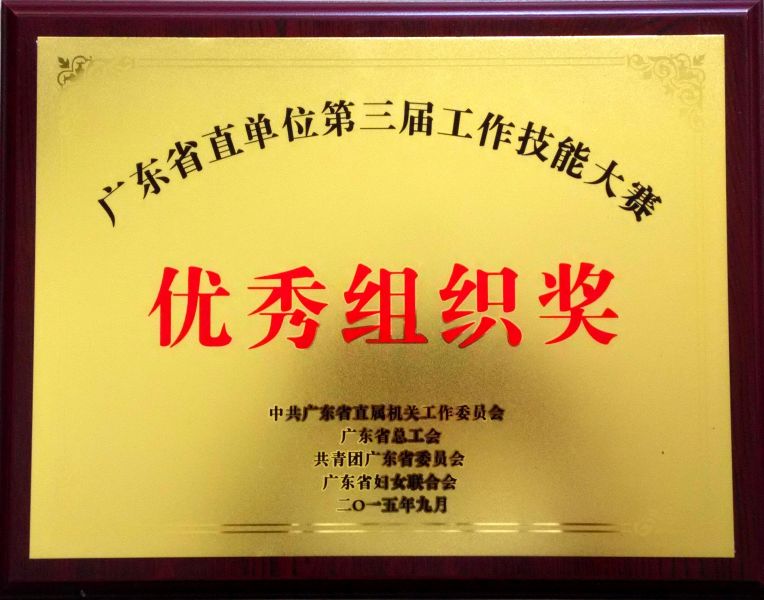 广东省直单位第三届工作技能大赛
优秀组织奖
中共广东省直属机关工作委员会
广东省总工会
共青团广东省委员会
广东省妇女联合会
二〇一五年九月